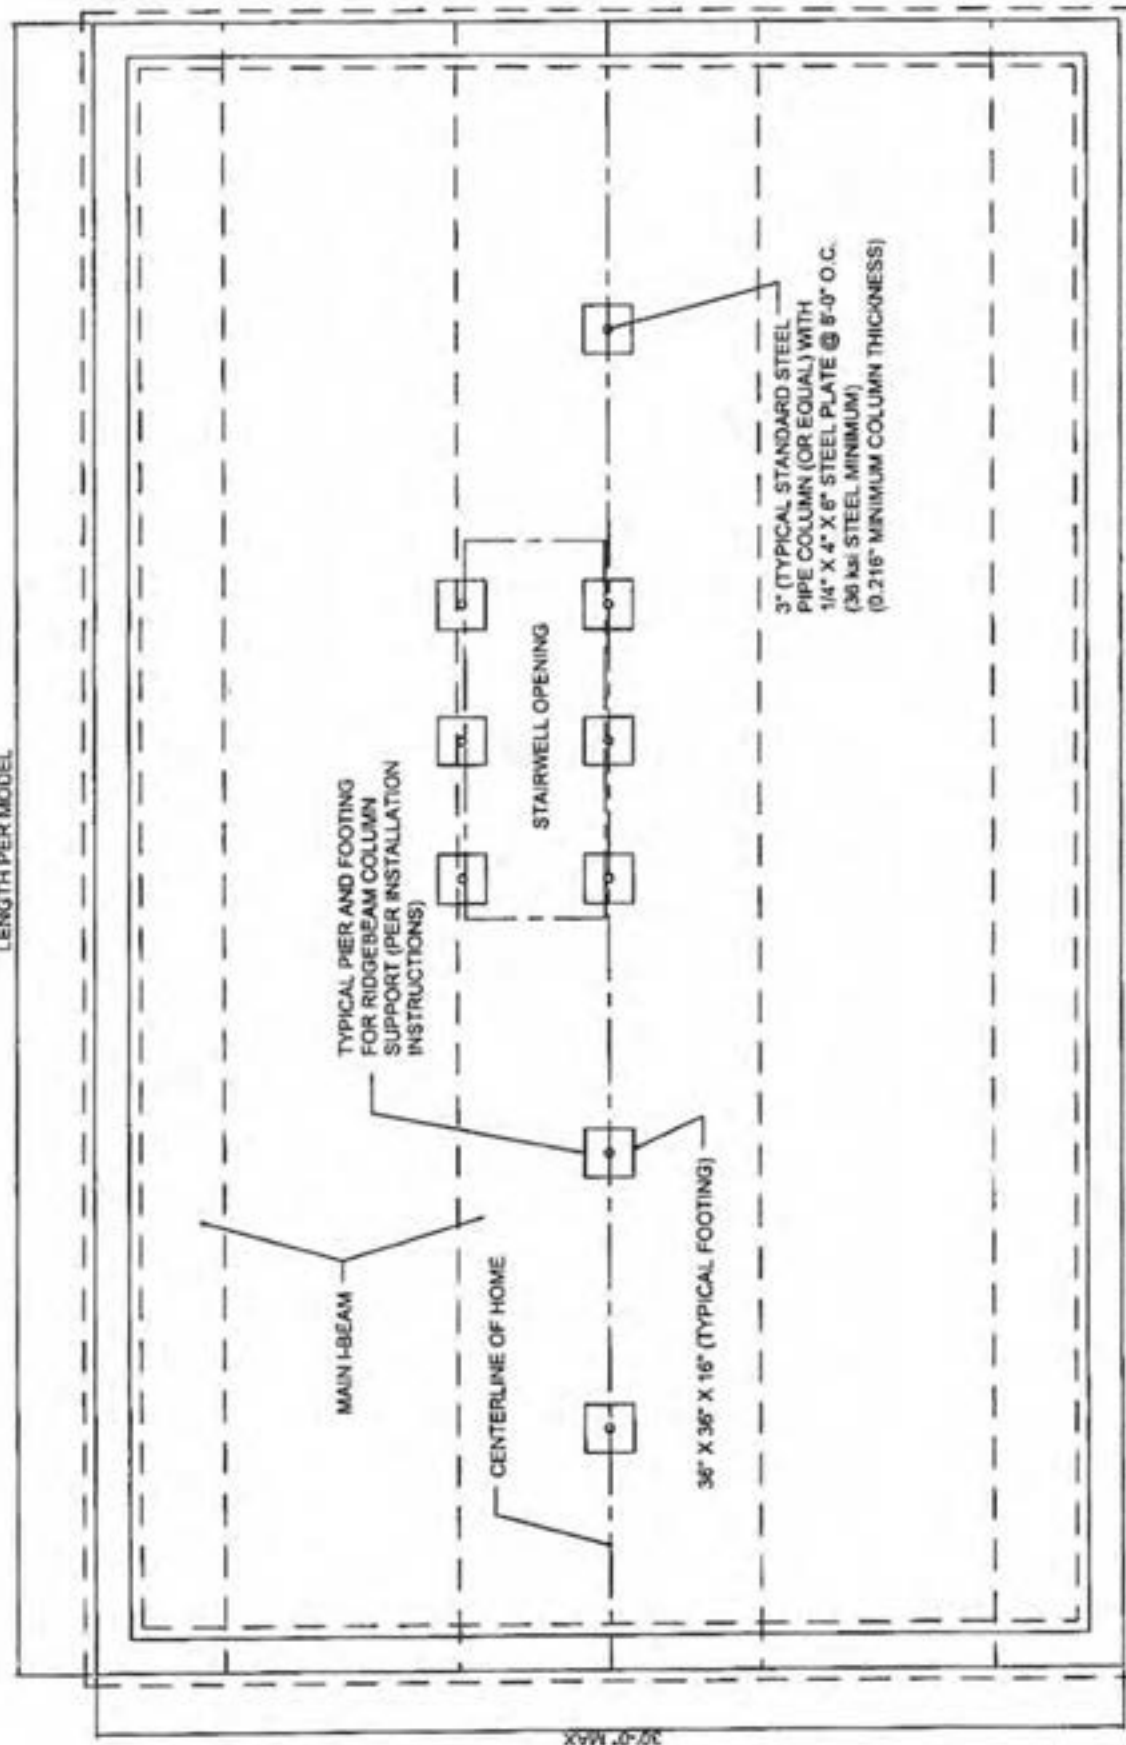 LENGTH PER MODEL
TYPICAL PIER AND FOOTING
FOR RIDGEBEAM COLUMN
SUPPORT (PER INSTALLATION
INSTRUCTIONS)
MAIN I-BEAM
STAIRWELL OPENING
CENTERLINE OF HOME
36" X 36" X 16" (TYPICAL FOOTING)
3" (TYPICAL STANDARD STEEL
PIPE COLUMN (OR EQUAL) WITH
1/4" X 4" X 6" STEEL PLATE @ 8'-0" O.C.
(36 ksi STEEL MINIMUM)
(0.216" MINIMUM COLUMN THICKNESS)
30'-0" MAX